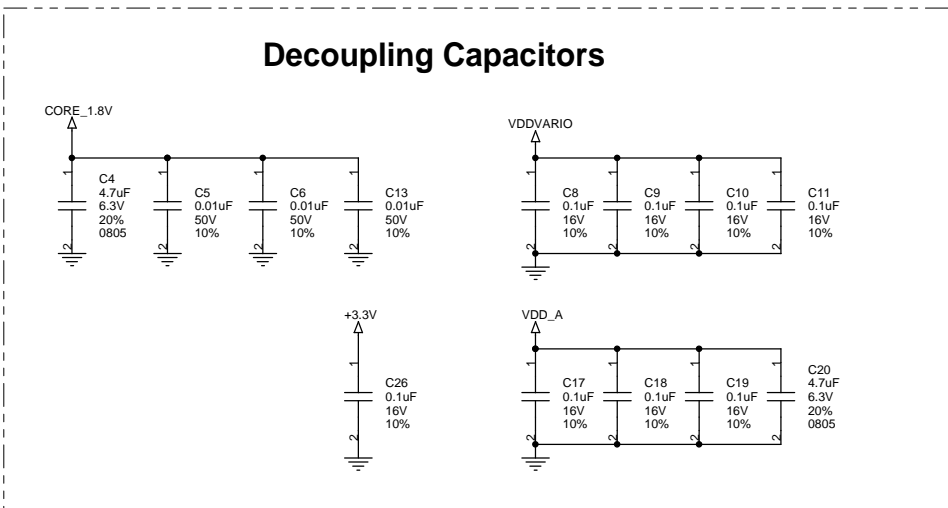 Decoupling Capacitors
CORE_1.8V
1
2
C4
4.7uF
6.3V
20%
0805
1
2
C5
0.01uF
50V
10%
1
2
C6
0.01uF
50V
10%
1
2
C13
0.01uF
50V
10%
VDDVARIO
1
2
C8
0.1uF
16V
10%
1
2
C9
0.1uF
16V
10%
1
2
C10
0.1uF
16V
10%
1
2
C11
0.1uF
16V
10%
+3.3V
1
2
C26
0.1uF
16V
10%
VDD_A
1
2
C17
0.1uF
16V
10%
1
2
C18
0.1uF
16V
10%
1
2
C19
0.1uF
16V
10%
1
2
C20
4.7uF
6.3V
20%
0805